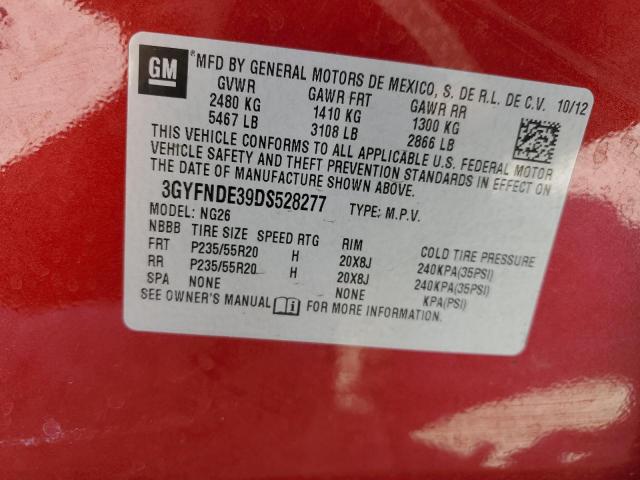 GM ® MFD BY GENERAL MOTORS DE MEXICO, S. DE R.L. DE C.V. 10/12
GVWR GAWR FRT GAWR RR
2480 KG 1410 KG 1300 KG
5467 LB 3108 LB 2866 LB
THIS VEHICLE CONFORMS TO ALL APPLICABLE U.S. FEDERAL MOTOR
VEHICLE SAFETY AND THEFT PREVENTION STANDARDS IN EFFECT ON
THE DATE OF MANUFACTURE SHOWN ABOVE.
3GYFNDE39DS528277 TYPE: M.P.V.
MODEL: NG26
NBBB TIRE SIZE SPEED RTG RIM COLD TIRE PRESSURE
FRT P235/55R20 H 20X8J 240KPA(35PSI)
RR P235/55R20 H 20X8J 240KPA(35PSI)
SPA NONE NONE KPA(PSI)
SEE OWNER'S MANUAL i FOR MORE INFORMATION.